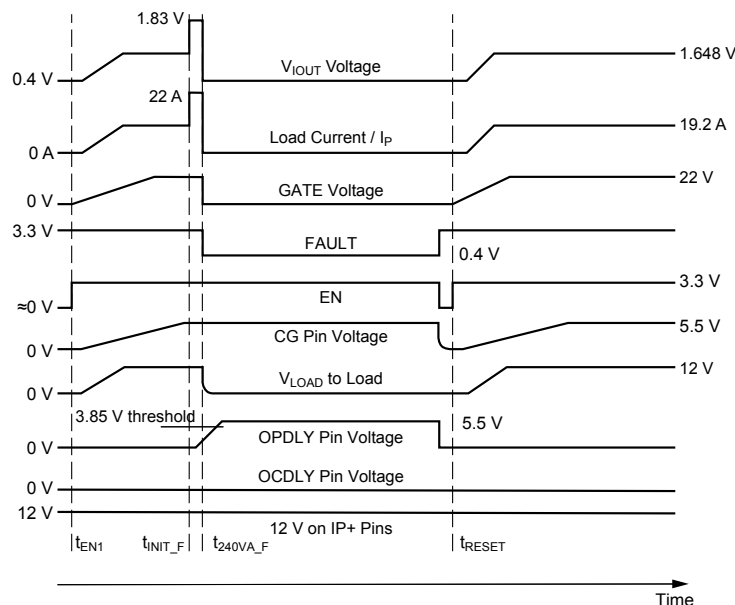 1.83 V
0.4 V
V_IOUT Voltage
1.648 V
22 A
0 A
Load Current / I_P
19.2 A
0 V
GATE Voltage
22 V
3.3 V
FAULT
0.4 V
≈0 V
EN
3.3 V
0 V
CG Pin Voltage
5.5 V
0 V
V_LOAD to Load
12 V
3.85 V threshold
0 V
OPDLY Pin Voltage
5.5 V
0 V
OCDLY Pin Voltage
12 V
12 V on IP+ Pins
t_EN1
t_INIT_F
t_240VA_F
t_RESET
Time